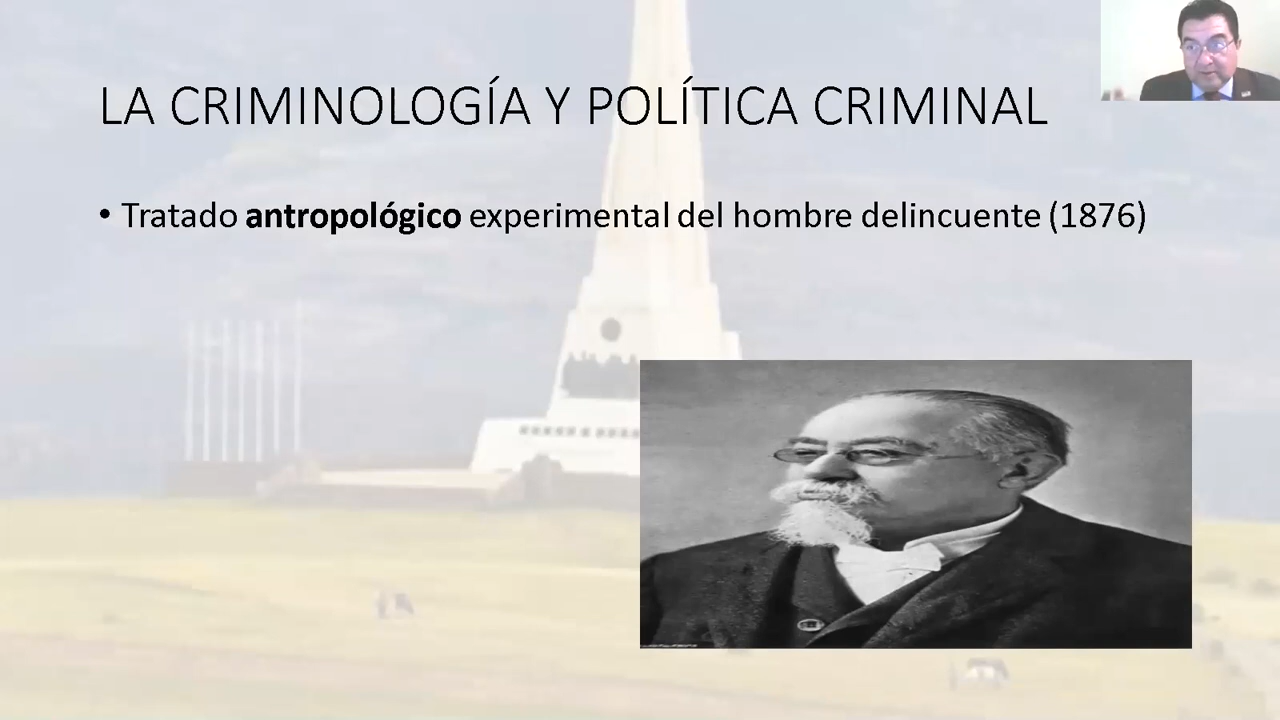 LA CRIMINOLOGÍA Y POLÍTICA CRIMINAL
• Tratado antropológico experimental del hombre delincuente (1876)